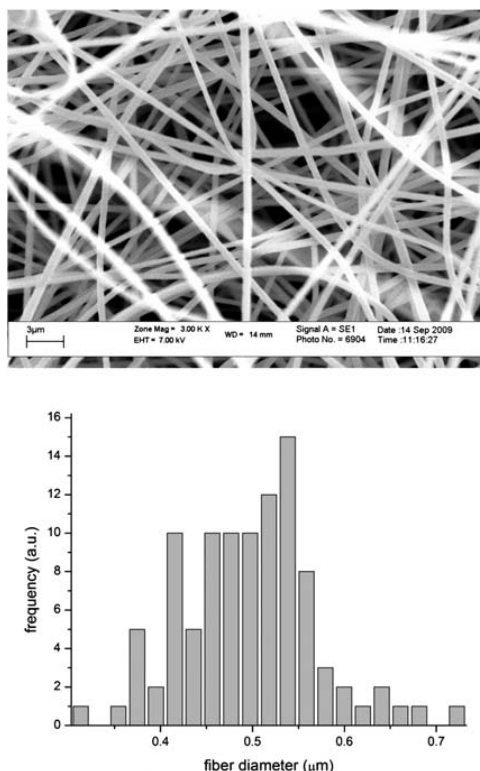 3µm
Zone Mag = 3.00 K X
EHT = 7.00 kV
WD = 14 mm
Signal A = SE1
Photo No. = 6904
Date :14 Sep 2009
Time :11:16:27
16
14
12
10
8
6
4
2
0
frequency (a.u.)
0.4 0.5 0.6 0.7
fiber diameter (µm)